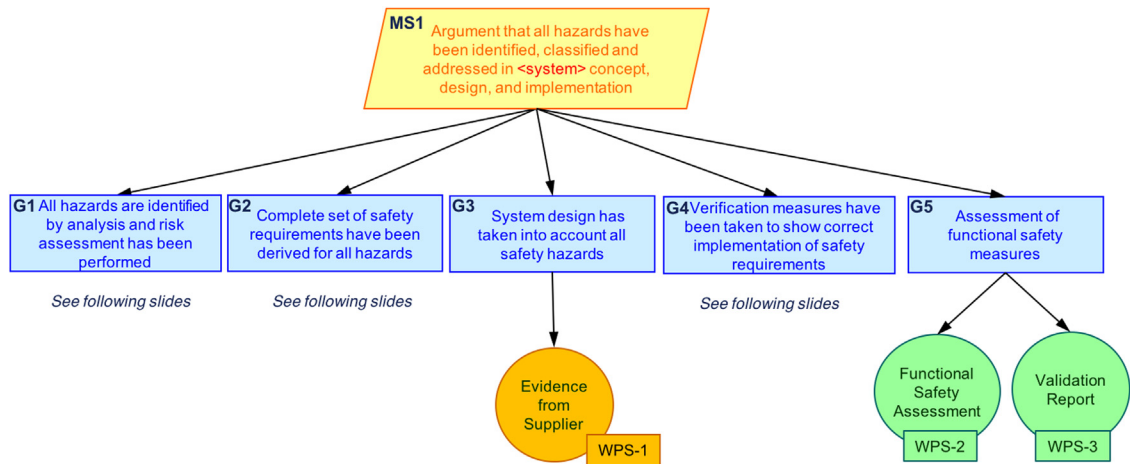 MS1
Argument that all hazards have
been identified, classified and
addressed in <system> concept,
design, and implementation
G1 All hazards are identified
by analysis and risk
assessment has been
performed
See following slides
G2
Complete set of safety
requirements have been
derived for all hazards
See following slides
G3
System design has
taken into account all
safety hazards
G4 Verification measures have
been taken to show correct
implementation of safety
requirements
See following slides
G5
Assessment of
functional safety
measures
Evidence
from
Supplier
WPS-1
Functional
Safety
Assessment
WPS-2
Validation
Report
WPS-3